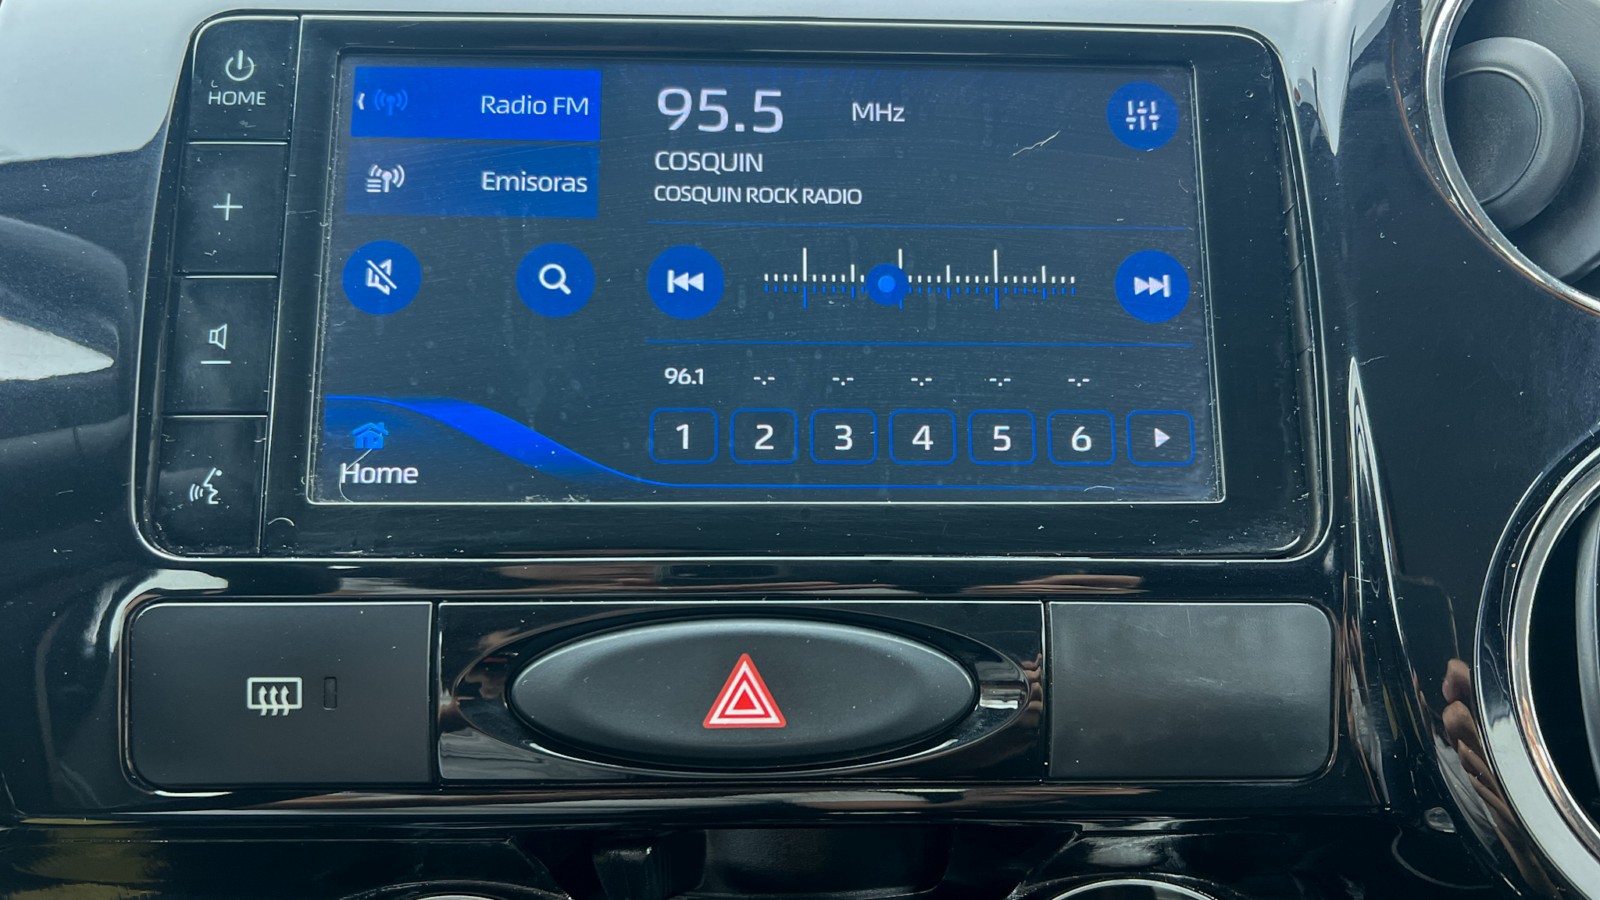 HOME
Radio FM
Emisoras
95.5 MHz
COSQUIN
COSQUIN ROCK RADIO
96.1 -.- -.- -.- -.- -.-
1 2 3 4 5 6
Home